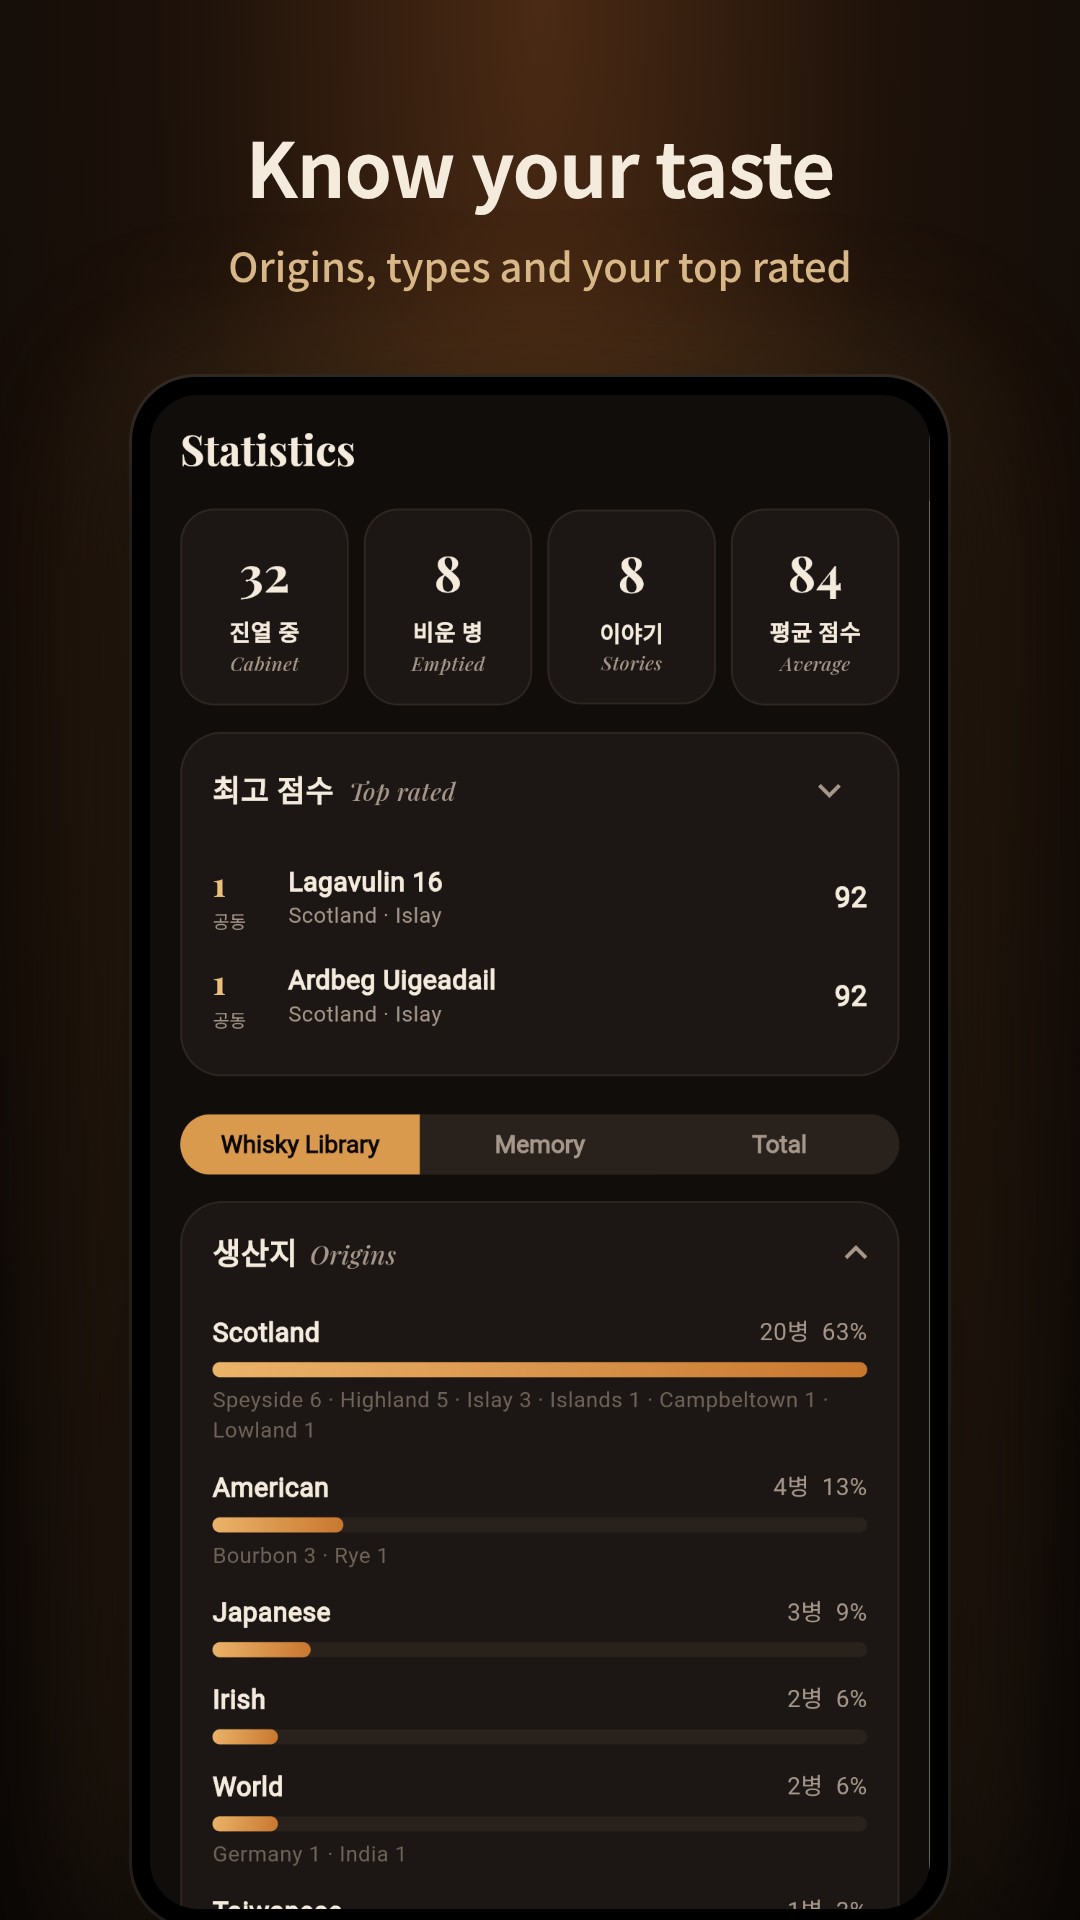 Know your taste
Origins, types and your top rated
Statistics
32
진열 중
Cabinet
8
비운 병
Emptied
8
이야기
Stories
84
평균 점수
Average
최고 점수 Top rated
1
공동
Lagavulin 16
Scotland · Islay
92
1
공동
Ardbeg Uigeadail
Scotland · Islay
92
Whisky Library
Memory
Total
생산지 Origins
Scotland 20병 63%
Speyside 6 · Highland 5 · Islay 3 · Islands 1 · Campbeltown 1 ·
Lowland 1
American 4병 13%
Bourbon 3 · Rye 1
Japanese 3병 9%
Irish 2병 6%
World 2병 6%
Germany 1 · India 1